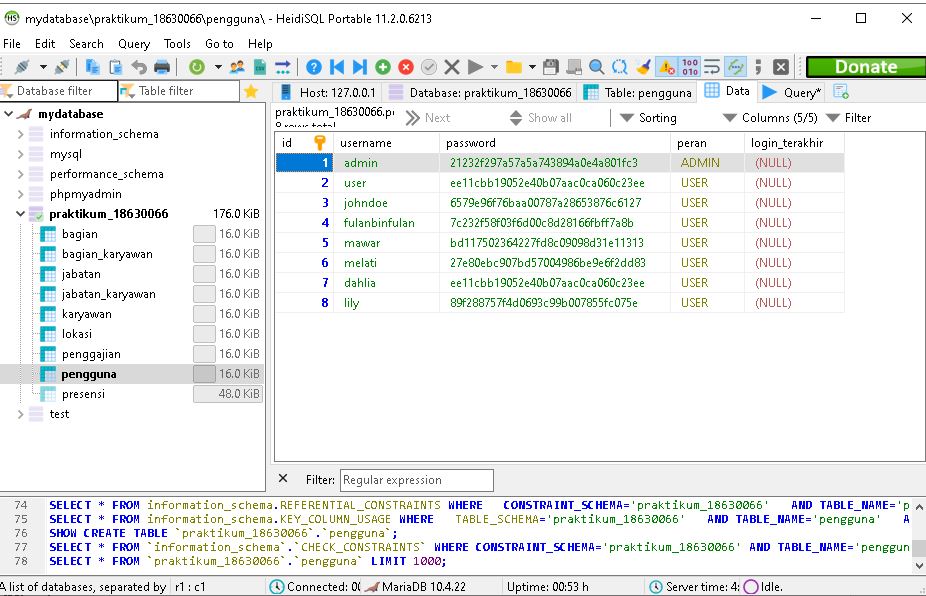 mydatabase\praktikum_18630066\pengguna\ - HeidiSQL Portable 11.2.0.6213
File Edit Search Query Tools Go to Help
Donate
Database filter Table filter
Host: 127.0.0.1 Database: praktikum_18630066 Table: pengguna Data Query*
mydatabase
information_schema
mysql
performance_schema
phpmyadmin
praktikum_18630066 176.0 KiB
bagian 16.0 KiB
bagian_karyawan 16.0 KiB
jabatan 16.0 KiB
jabatan_karyawan 16.0 KiB
karyawan 16.0 KiB
lokasi 16.0 KiB
penggajian 16.0 KiB
pengguna 16.0 KiB
presensi 48.0 KiB
test
praktikum_18630066.p
8 rows total
Next Show all Sorting Columns (5/5) Filter
id username password peran login_terakhir
1 admin 21232f297a57a5a743894a0e4a801fc3 ADMIN (NULL)
2 user ee11cbb19052e40b07aac0ca060c23ee USER (NULL)
3 johndoe 6579e96f76baa00787a28653876c6127 USER (NULL)
4 fulanbinfulan 7c232f58f03f6d00c8d28166fbff7a8b USER (NULL)
5 mawar bd117502364227fd8c09098d31e11313 USER (NULL)
6 melati 27e80ebc907bd57004986be9e6f2dd83 USER (NULL)
7 dahlia ee11cbb19052e40b07aac0ca060c23ee USER (NULL)
8 lily 89f288757f4d0693c99b007855fc075e USER (NULL)
Filter: Regular expression
74 SELECT * FROM information_schema.REFERENTIAL_CONSTRAINTS WHERE CONSTRAINT_SCHEMA='praktikum_18630066' AND TABLE_NAME='p
75 SELECT * FROM information_schema.KEY_COLUMN_USAGE WHERE TABLE_SCHEMA='praktikum_18630066' AND TABLE_NAME='pengguna' A
76 SHOW CREATE TABLE `praktikum_18630066`.`pengguna`;
77 SELECT * FROM `information_schema`.`CHECK_CONSTRAINTS` WHERE CONSTRAINT_SCHEMA='praktikum_18630066' AND TABLE_NAME='penggun
78 SELECT * FROM `praktikum_18630066`.`pengguna` LIMIT 1000;
A list of databases, separated by r1 : c1 Connected: 00 MariaDB 10.4.22 Uptime: 00:53 h Server time: 4: Idle.